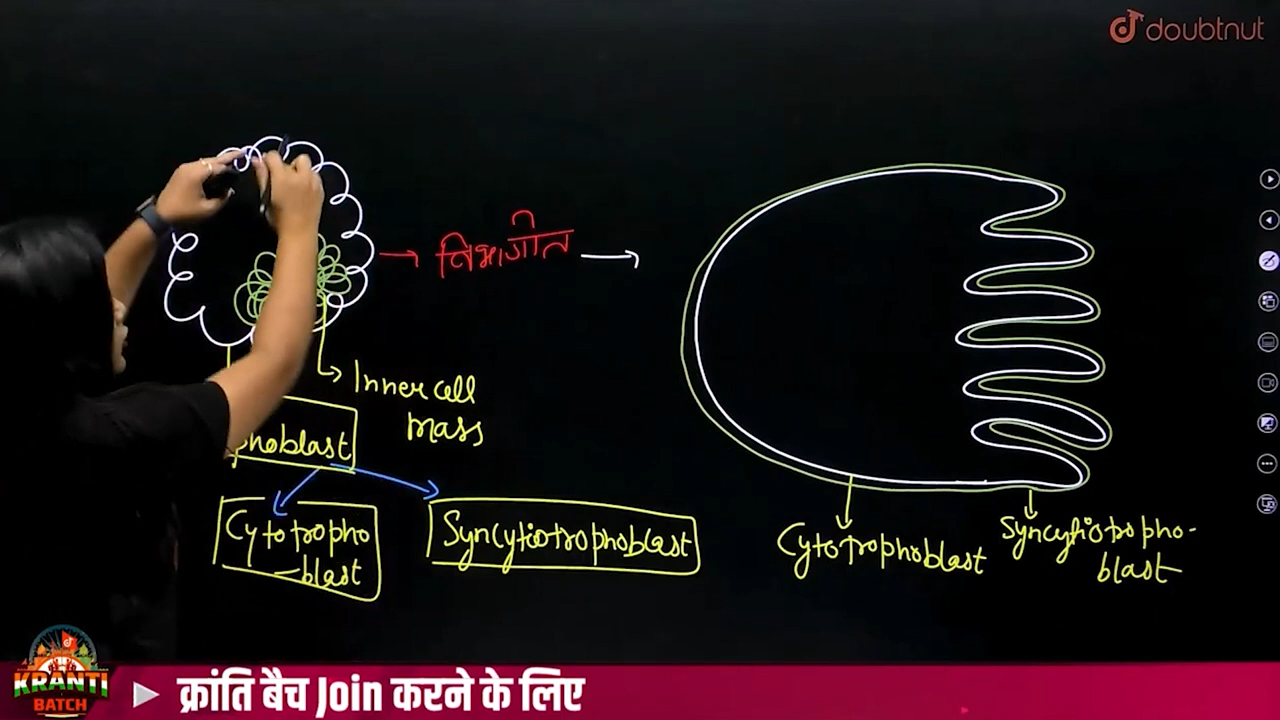 doubtnut
विभाजीत
Inner cell
mass
phoblast
Cytotropho
-blast
Syncytiotrophoblast
Cytotrophoblast
Syncytiotropho-
blast
KRANTI
BATCH
क्रांति बैच Join करने के लिए